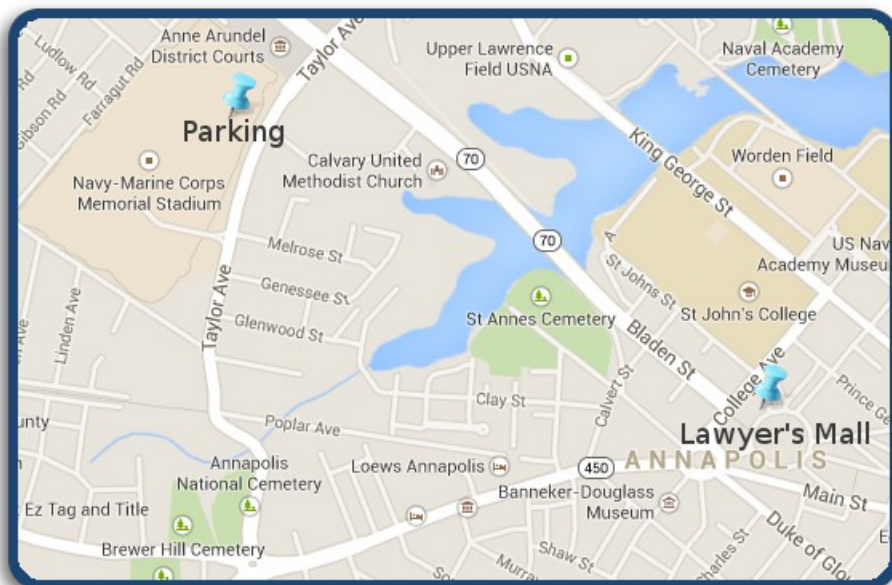 Anne Arundel
District Courts
Taylor Ave
Upper Lawrence
Field USNA
Naval Academy
Cemetery
Ludlow Rd
Farragut Rd
Gibson Rd
Parking
70
King George St
Worden Field
Calvary United
Methodist Church
Navy-Marine Corps
Memorial Stadium
70
Melrose St
US Nav
Academy Museu
St Johns St
Genessee St
Taylor Ave
St Annes Cemetery
St John's College
Linden Ave
Glenwood St
Bladen St
College Ave
Prince Ge
Clay St
Calvert St
Poplar Ave
unty
Lawyer's Mall
Loews Annapolis
450
ANNAPOLIS
Annapolis
National Cemetery
Banneker-Douglass
Museum
Main St
Ez Tag and Title
Duke of Glo
Brewer Hill Cemetery
Shaw St
Charles St
Murra